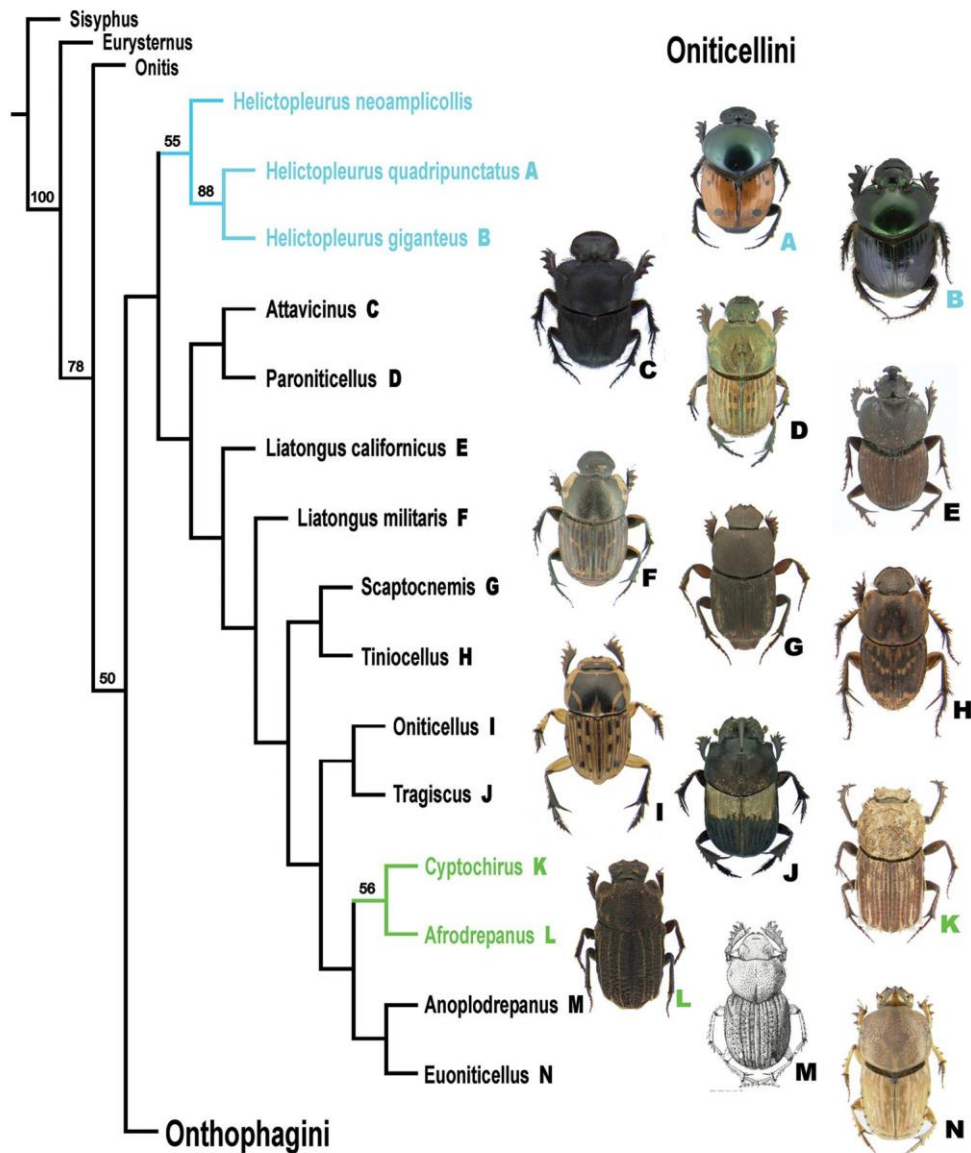 Sisyphus
Eurysternus
Onitis
Oniticellini
Helictopleurus neoamplicollis
55
Helictopleurus quadripunctatus A
88
100
Helictopleurus giganteus B
A
B
Attavicinus C
C
78
Paroniticellus D
D
Liatongus californicus E
E
Liatongus militaris F
F
Scaptocnemis G
G
Tiniocellus H
H
50
Oniticellus I
I
Tragiscus J
J
Cyptochirus K
56
K
Afrodrepanus L
L
Anoplodrepanus M
M
Euoniticellus N
N
Onthophagini